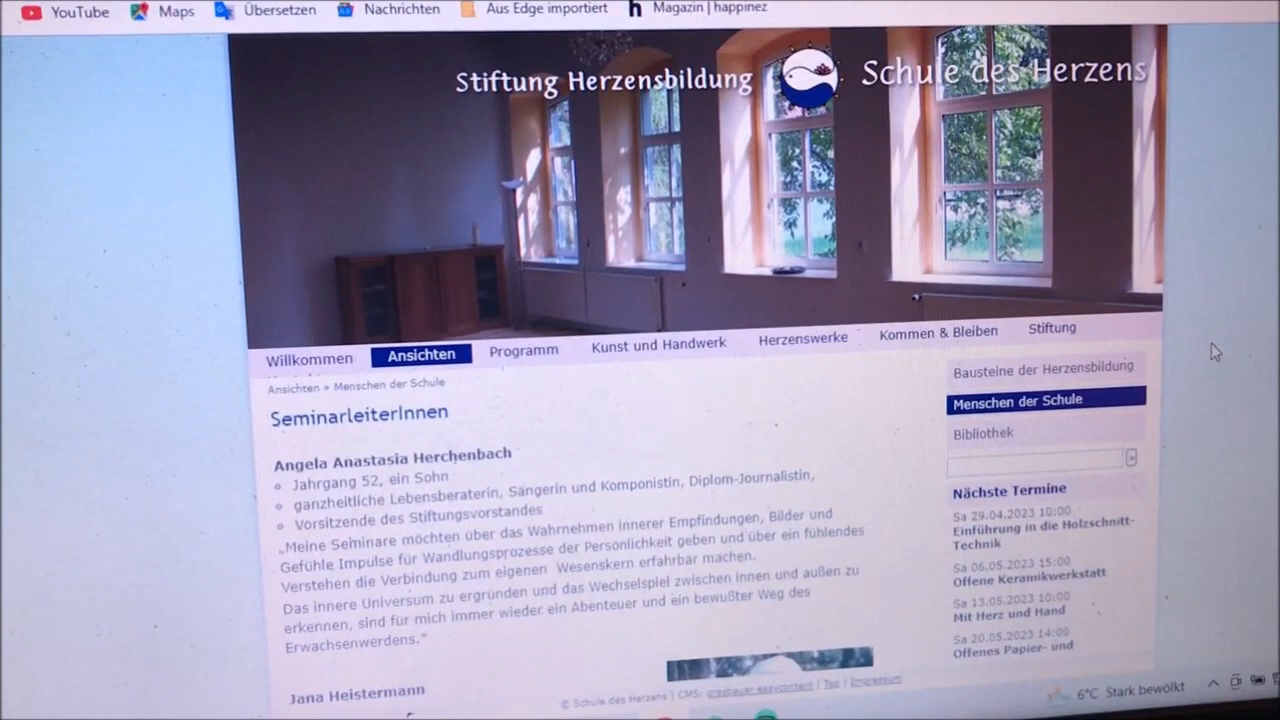 YouTube Maps Übersetzen Nachrichten Aus Edge importiert Magazin | happinez
Stiftung Herzensbildung Schule des Herzens
Willkommen Ansichten Programm Kunst und Handwerk Herzenswerke Kommen & Bleiben Stiftung
Ansichten » Menschen der Schule
SeminarleiterInnen
Angela Anastasia Herchenbach
Jahrgang 52, ein Sohn
ganzheitliche Lebensberaterin, Sängerin und Komponistin, Diplom-Journalistin,
Vorsitzende des Stiftungsvorstandes
„Meine Seminare möchten über das Wahrnehmen innerer Empfindungen, Bilder und
Gefühle Impulse für Wandlungsprozesse der Persönlichkeit geben und über ein fühlendes
Verstehen die Verbindung zum eigenen Wesenskern erfahrbar machen.
Das innere Universum zu ergründen und das Wechselspiel zwischen innen und außen zu
erkennen, sind für mich immer wieder ein Abenteuer und ein bewußter Weg des
Erwachsenwerdens.“
Jana Heistermann
Bausteine der Herzensbildung
Menschen der Schule
Bibliothek
Nächste Termine
Sa 29.04.2023 10:00
Einführung in die Holzschnitt-
Technik
Sa 06.05.2023 15:00
Offene Keramikwerkstatt
Sa 13.05.2023 10:00
Mit Herz und Hand
Sa 20.05.2023 14:00
Offenes Papier- und
© Schule des Herzens | CMS: | Top | Impressum
6°C Stark bewölkt